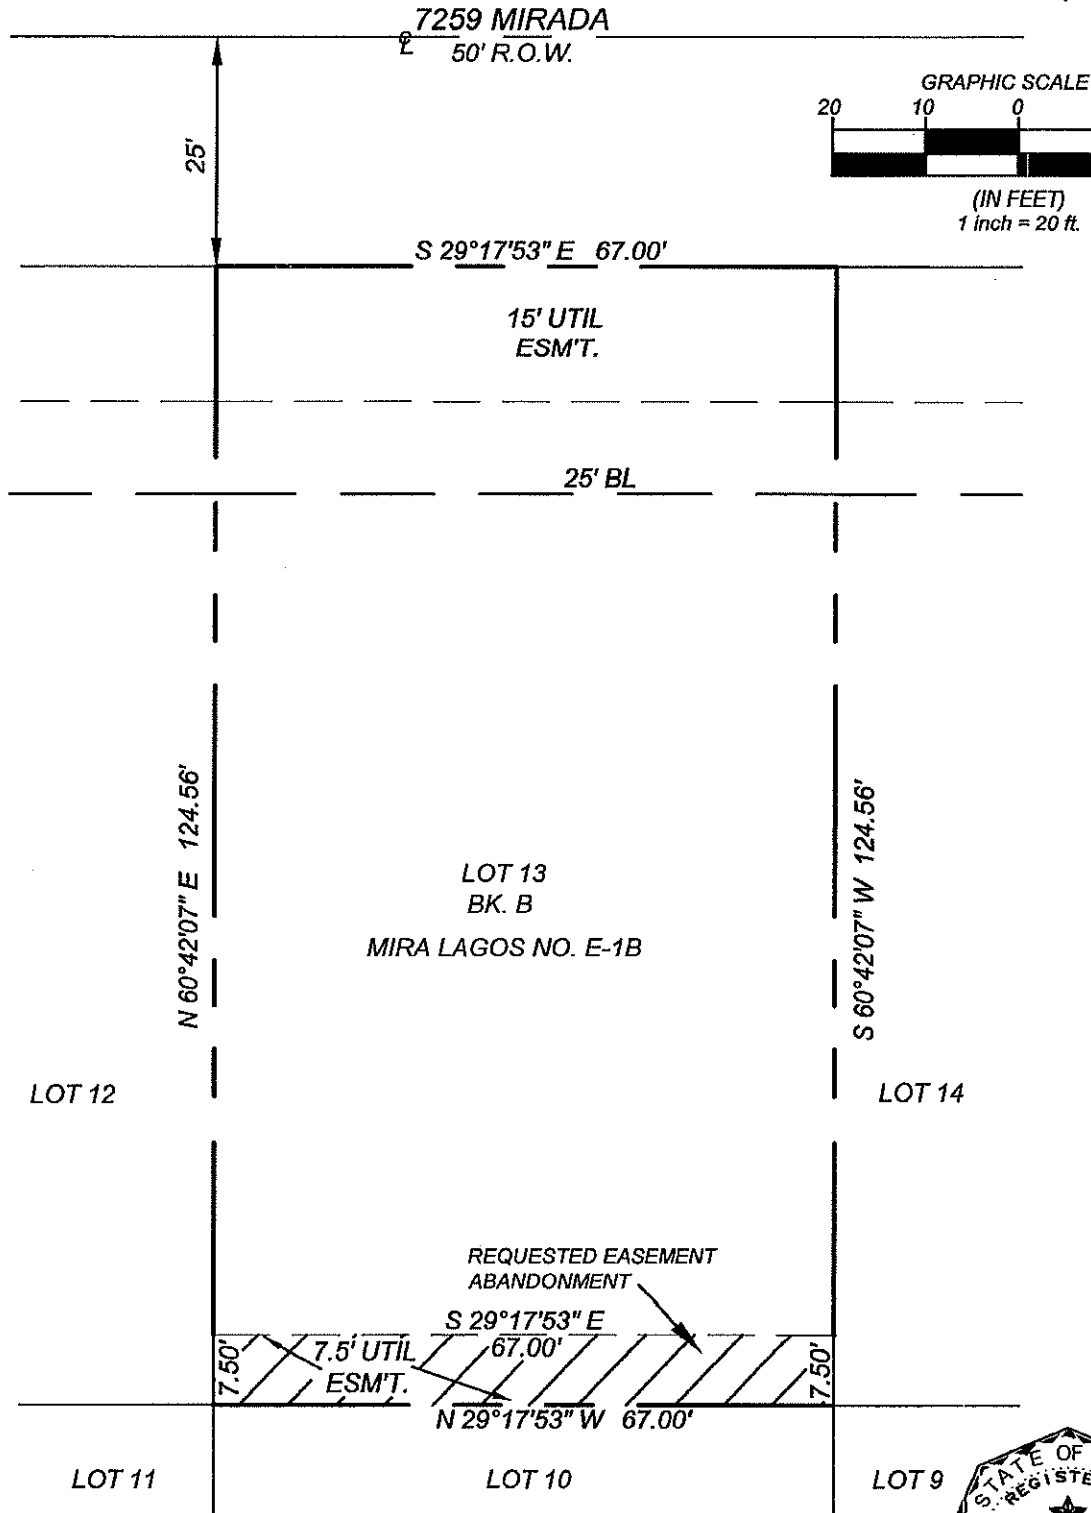 7259 MIRADA
℄ 50' R.O.W.
GRAPHIC SCALE
20 10 0
(IN FEET)
1 inch = 20 ft.
25'
S 29°17'53" E 67.00'
15' UTIL
ESM'T.
25' BL
N 60°42'07" E 124.56'
S 60°42'07" W 124.56'
LOT 13
BK. B
MIRA LAGOS NO. E-1B
LOT 12
LOT 14
REQUESTED EASEMENT
ABANDONMENT
S 29°17'53" E
67.00'
7.50'
7.5' UTIL
ESM'T.
7.50'
N 29°17'53" W 67.00'
LOT 11
LOT 10
LOT 9
STATE OF
REGISTE